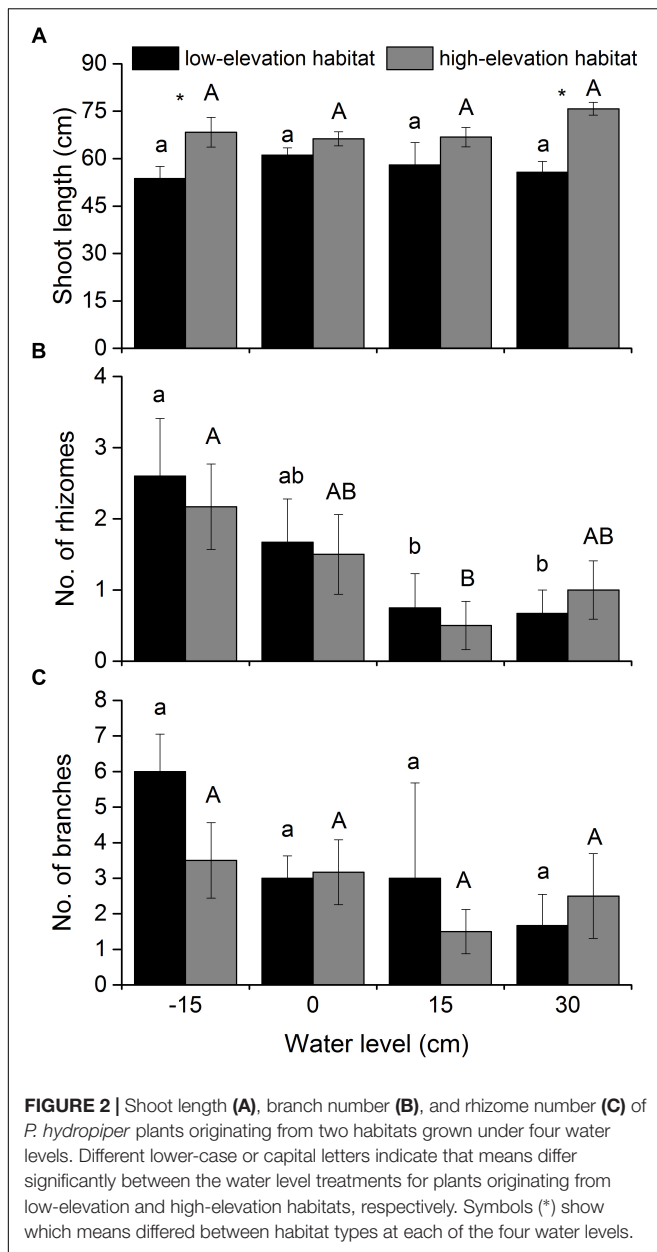 A
low-elevation habitat high-elevation habitat
90
75
60
45
30
15
0
Shoot length (cm)
* A A A * A
a a a a
B
4
3
2
1
0
No. of rhizomes
a A ab AB b B b AB
C
8
7
6
5
4
3
2
1
0
No. of branches
a A a A a A a A
-15 0 15 30
Water level (cm)
FIGURE 2 | Shoot length (A), branch number (B), and rhizome number (C) of
P. hydropiper plants originating from two habitats grown under four water
levels. Different lower-case or capital letters indicate that means differ
significantly between the water level treatments for plants originating from
low-elevation and high-elevation habitats, respectively. Symbols (*) show
which means differed between habitat types at each of the four water levels.